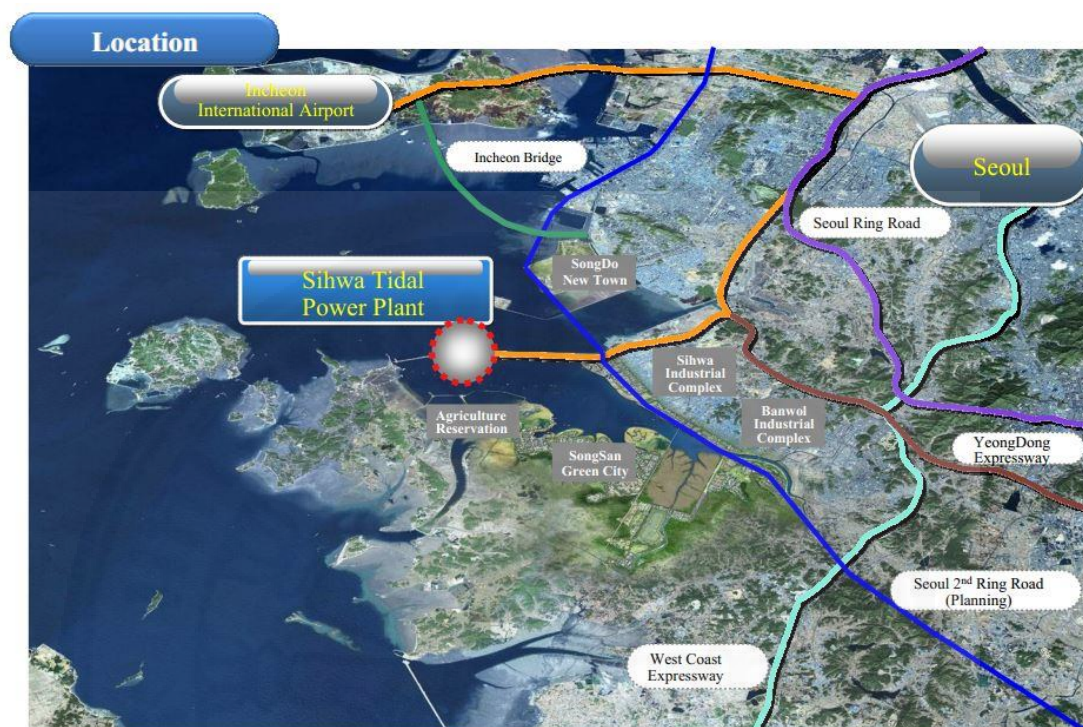 Location
Incheon
International Airport
Incheon Bridge
Seoul
Seoul Ring Road
SongDo
New Town
Sihwa Tidal
Power Plant
Sihwa
Industrial
Complex
Agriculture
Reservation
Banwol
Industrial
Complex
SongSan
Green City
YeongDong
Expressway
Seoul 2nd Ring Road
(Planning)
West Coast
Expressway